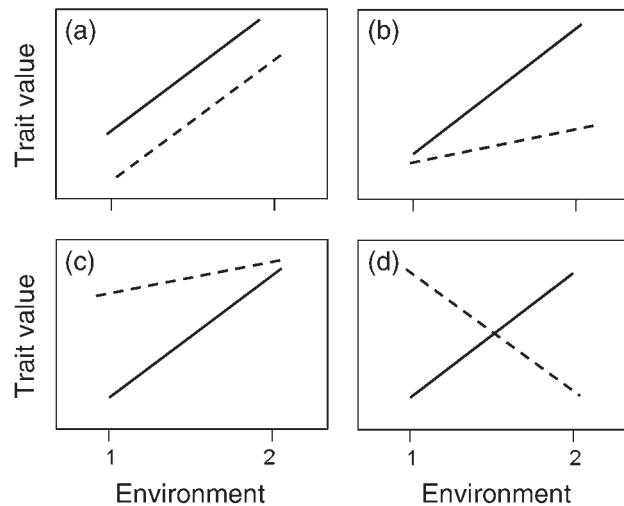 (a)
(b)
Trait value
(c)
(d)
Trait value
1
2
1
2
Environment
Environment